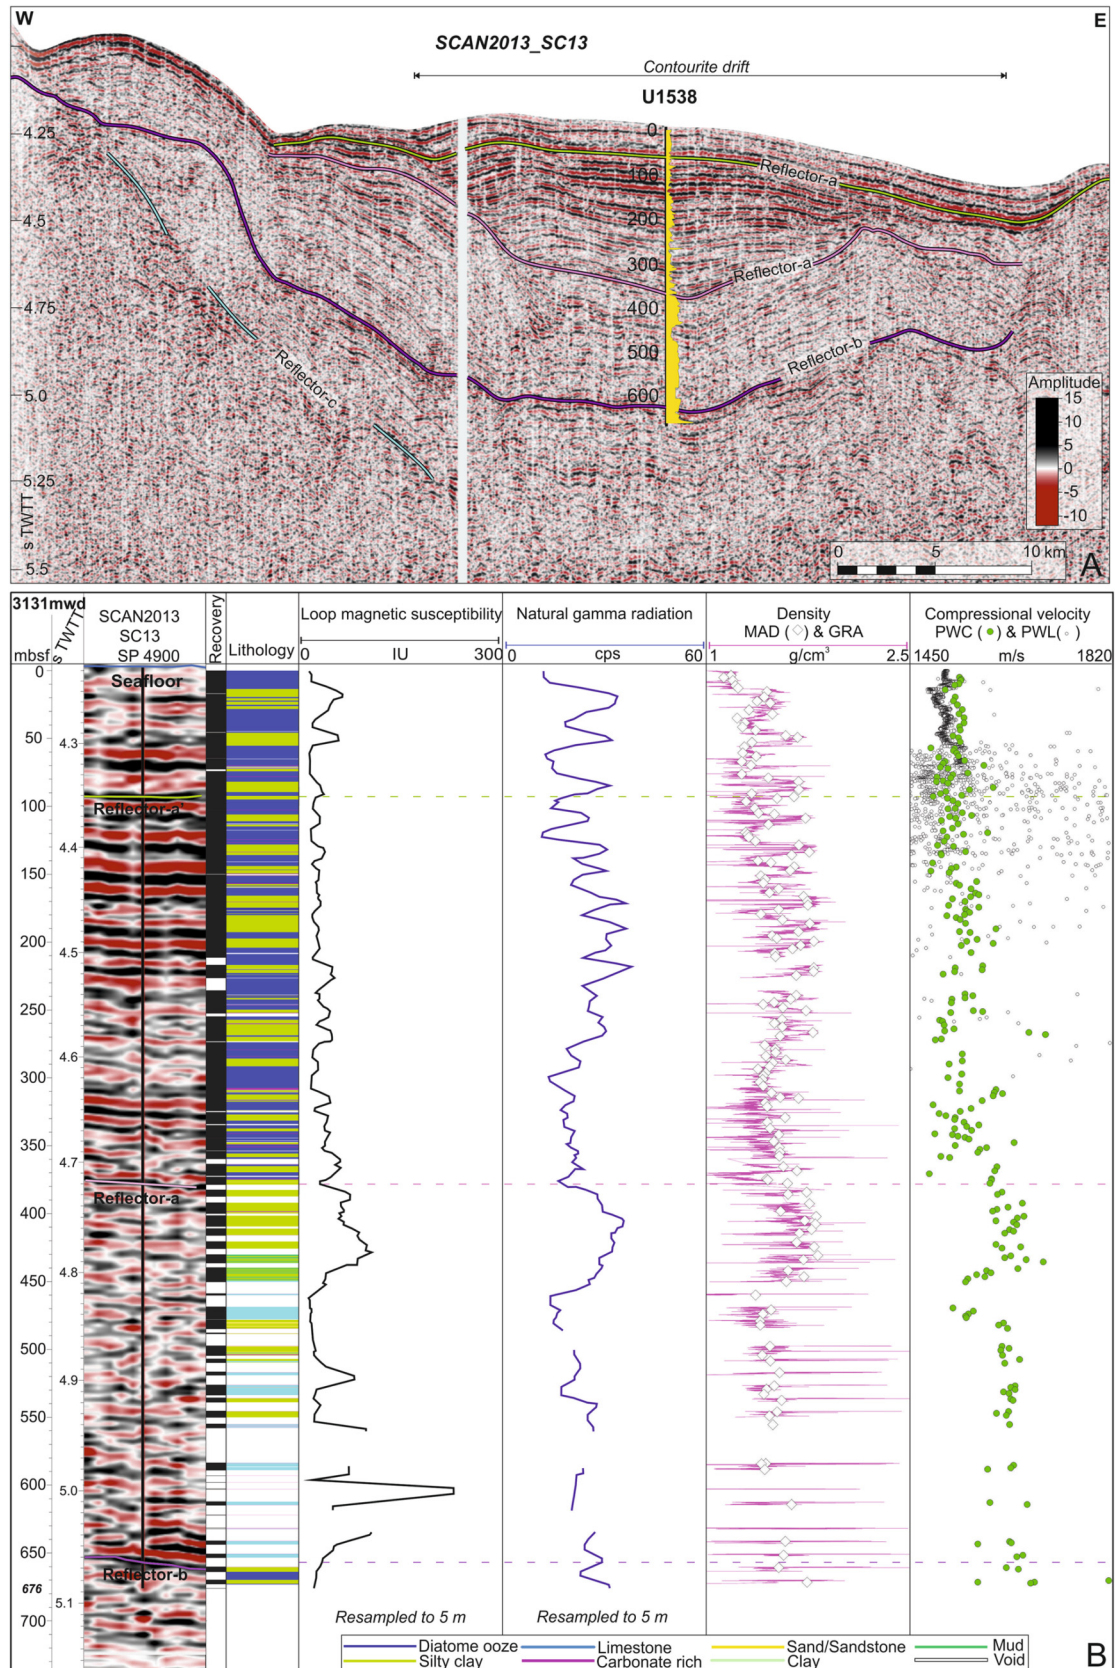 W
E
SCAN2013_SC13
Contourite drift
U1538
0
100
200
300
400
500
600
4.25
4.5
4.75
5.0
5.25
5.5
s TWTT
Reflector-a
Reflector-a
Reflector-b
Reflector-c
Amplitude
15
10
5
0
-5
-10
0 5 10 km
A
3131mwd
mbsf
s TWTT
SCAN2013
SC13
SP 4900
Recovery
Lithology
Loop magnetic susceptibility
0 IU 300
Natural gamma radiation
0 cps 60
Density
MAD ( ) & GRA
1 g/cm³ 2.5
Compressional velocity
PWC ( ) & PWL( )
1450 m/s 1820
0
50
100
150
200
250
300
350
400
450
500
550
600
650
676
700
4.3
4.4
4.5
4.6
4.7
4.8
4.9
5.0
5.1
Seafloor
Reflector-a'
Reflector-a
Reflector-b
Resampled to 5 m
Resampled to 5 m
Diatome ooze Limestone Sand/Sandstone Mud
Silty clay Carbonate rich Clay Void
B